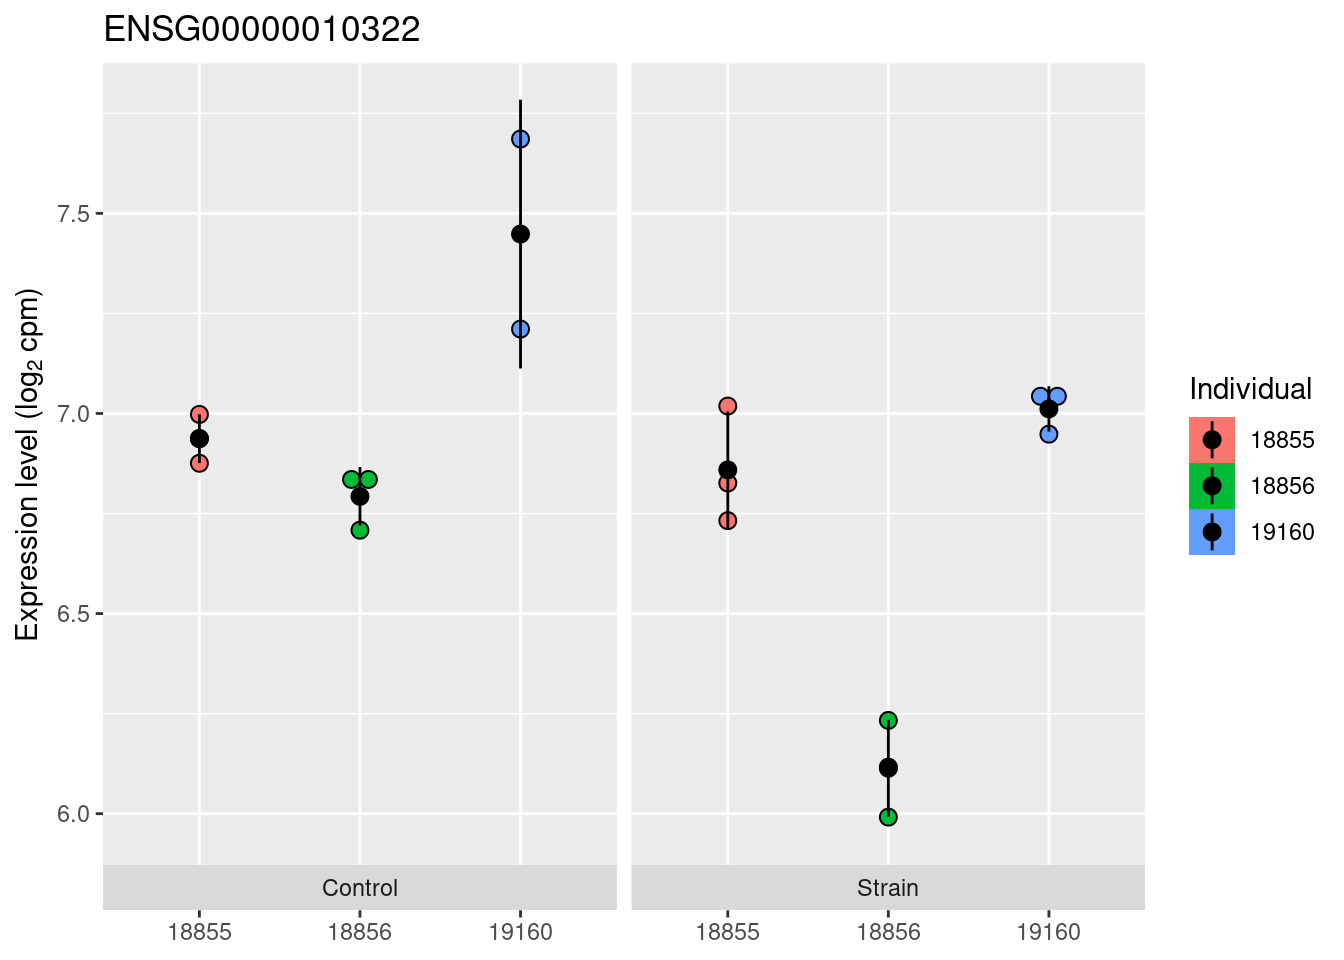 ENSG00000010322
Expression level (log₂ cpm)
7.5
7.0
6.5
6.0
Control
Strain
18855
18856
19160
18855
18856
19160
Individual
18855
18856
19160